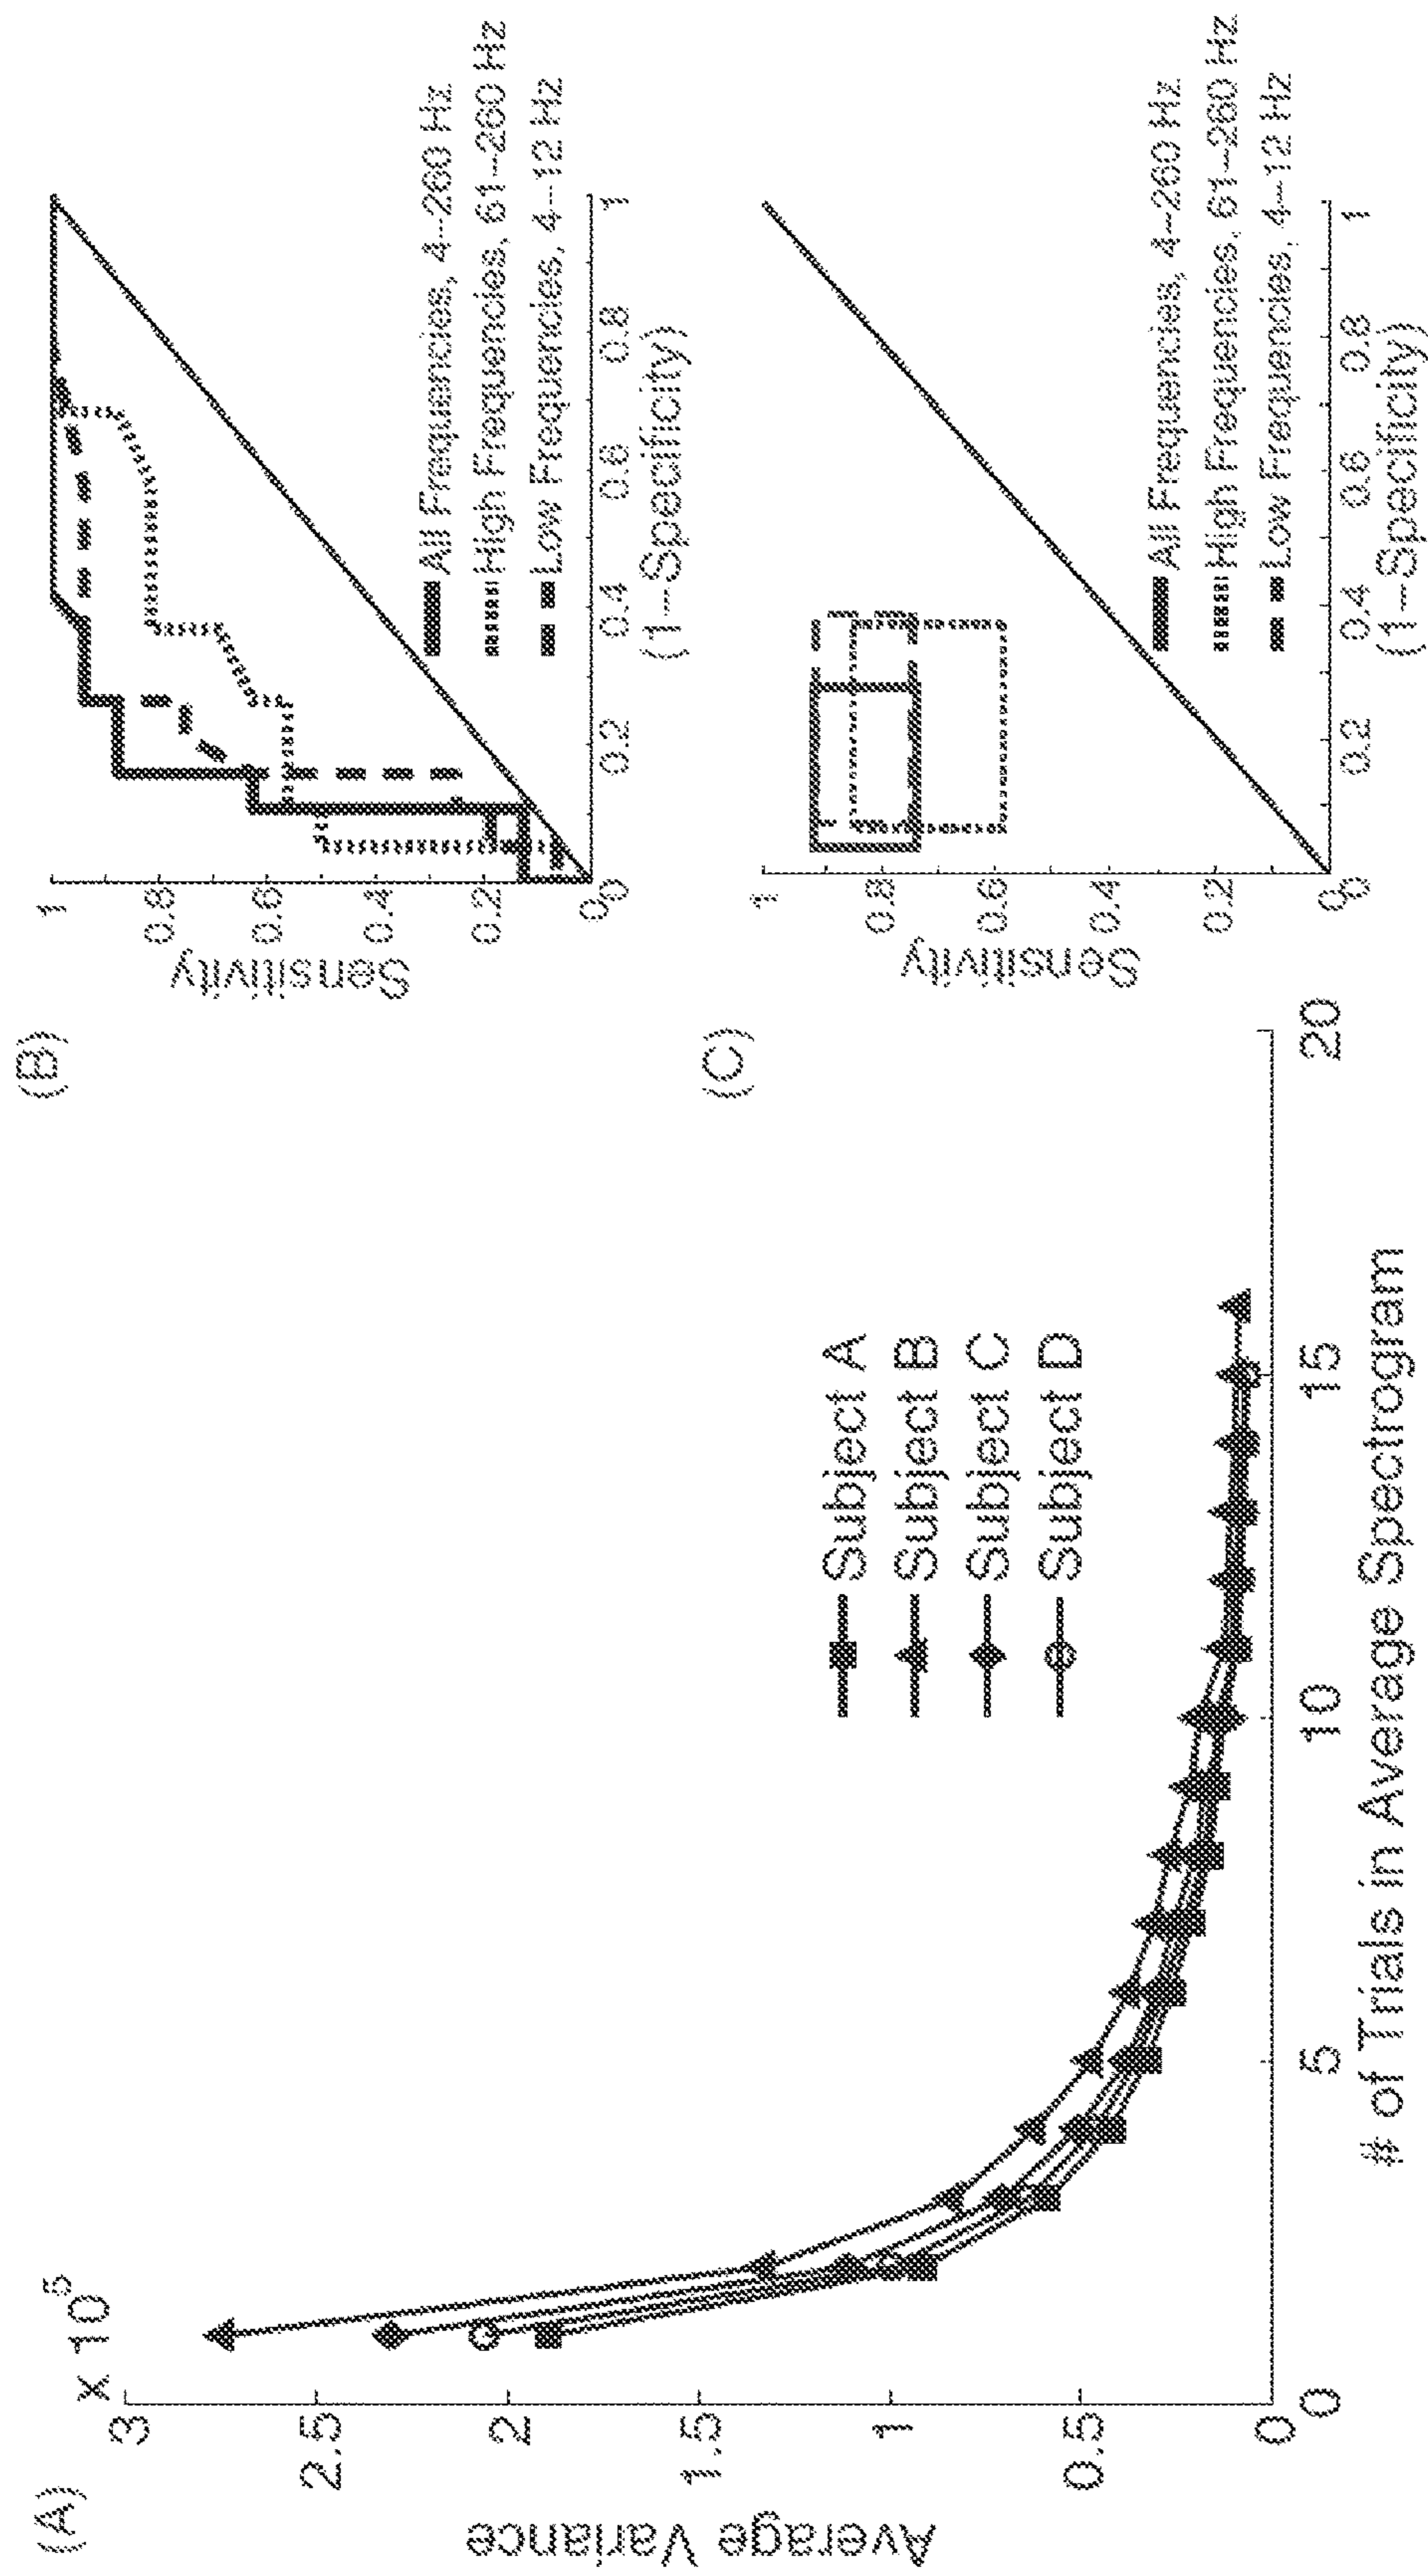 (A)
x 10^5
3
2.5
2
1.5
1
0.5
0
Average Variance
0
5
10
15
20
# of Trials in Average Spectrogram
Subject A
Subject B
Subject C
Subject D
(B)
1
0.8
0.6
0.4
0.2
0
Sensitivity
0
0.2
0.4
0.6
0.8
1
(1-Specificity)
All Frequencies, 4-260 Hz
High Frequencies, 61-260 Hz
Low Frequencies, 4-12 Hz
(C)
1
0.8
0.6
0.4
0.2
0
Sensitivity
0
0.2
0.4
0.6
0.8
1
(1-Specificity)
All Frequencies, 4-260 Hz
High Frequencies, 61-260 Hz
Low Frequencies, 4-12 Hz